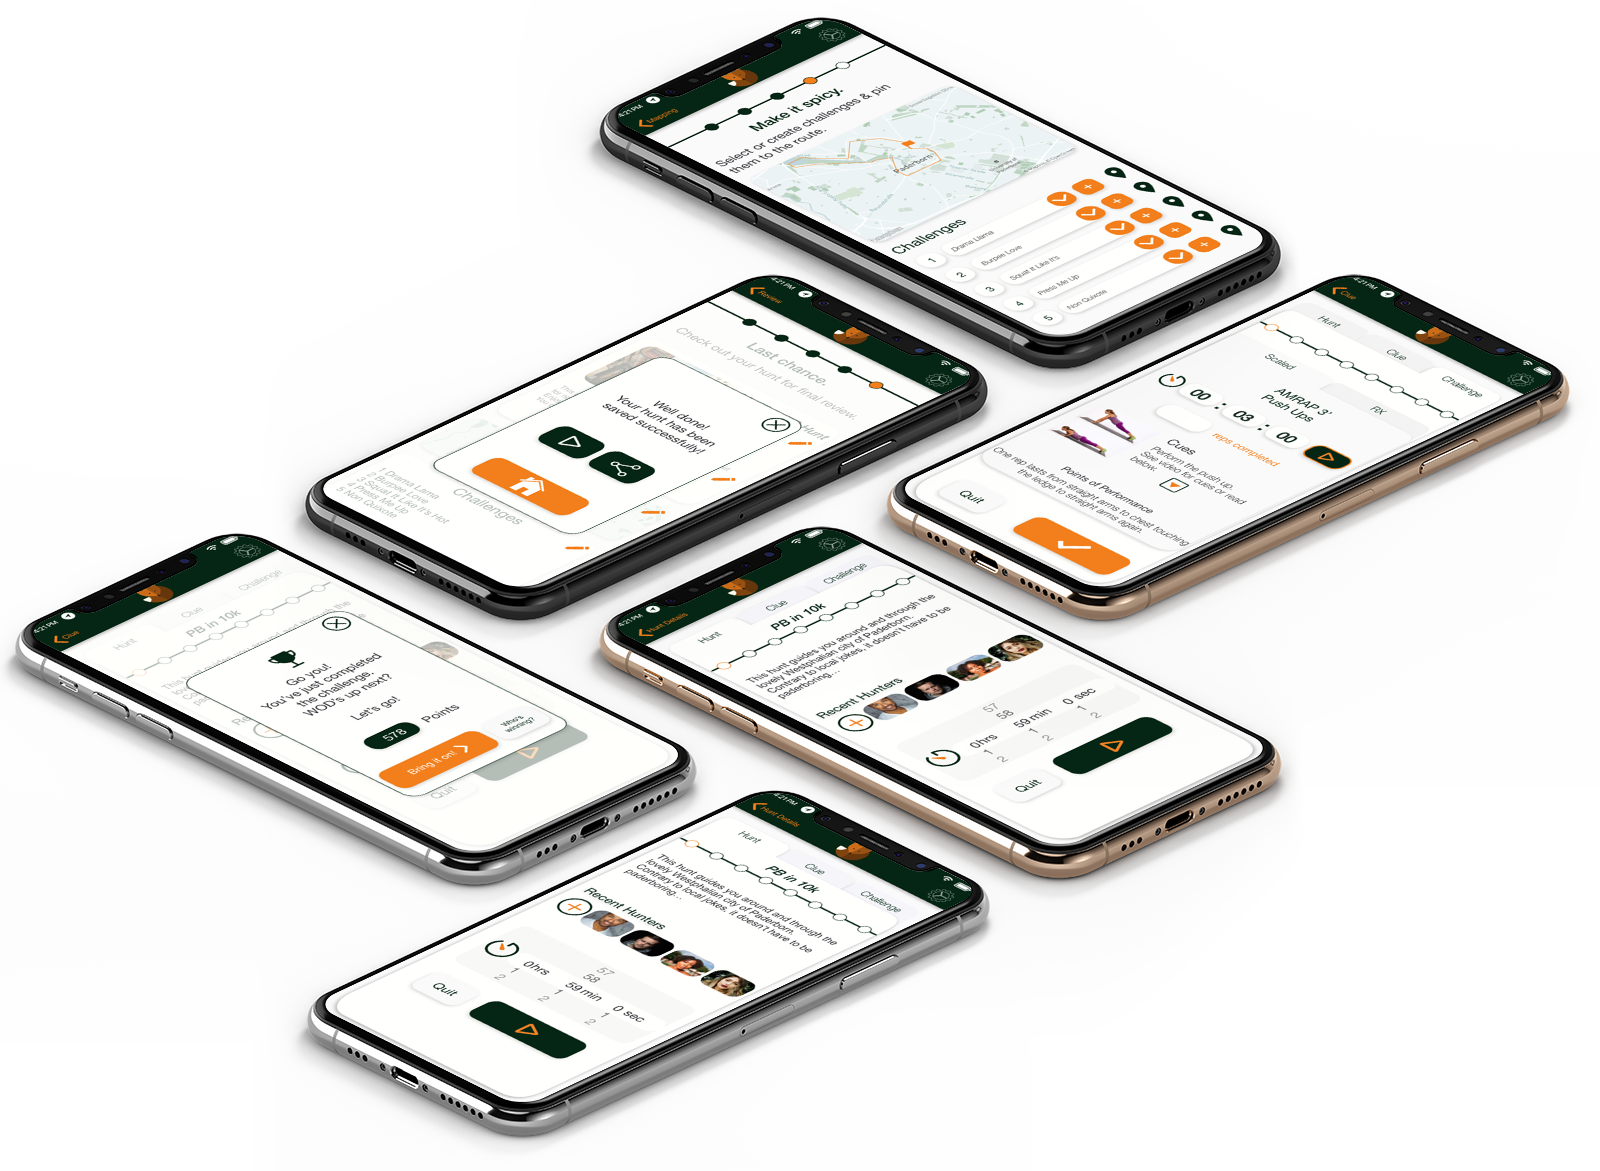 4:21 PM
Mapping
Make it spicy.
Select or create challenges & pin
them to the route.
Paderborn
Challenges
1 Drama Llama
2 Burpee Love
3 Squat It Like It's
4 Press Me Up
5 Non Quixote
4:21 PM
Review
Last chance.
Check out your hunt for final review.
Hunt
Well done!
Your hunt has been
saved successfully!
Challenges
1 Drama Lama
2 Burpee Love
3 Squat It Like It's Hot
4 Press Me Up
5 Non Quixote
4:21 PM
Clue
Hunt
Clue
Challenge
Scaled
RX
AMRAP 3'
Push Ups
00 : 03 : 00
reps completed
Cues
Perform the push up.
See video for cues or read
below.
Points of Performance
One rep lasts from straight arms to chest touching
the ledge to straight arms again.
Quit
4:21 PM
Clue
Hunt
Clue
Challenge
PB in 10k
Go you!
You've just completed
the challenge.
WOD's up next?
Let's go!
578 Points
Bring it on!
Who's
winning?
Quit
4:21 PM
Hunt Details
Hunt
Clue
Challenge
PB in 10k
This hunt guides you around and through the
lovely Westphalian city of Paderborn.
Contrary to local jokes, it doesn't have to be
paderboring...
Recent Hunters
57
58
0 hrs 59 min 0 sec
1 1
2 2
Quit
4:21 PM
Hunt Details
Hunt
Clue
Challenge
PB in 10k
This hunt guides you around and through the
lovely Westphalian city of Paderborn.
Contrary to local jokes, it doesn't have to be
paderboring...
Recent Hunters
57
58
0 hrs 59 min 0 sec
1 1 1
2 2 2
Quit